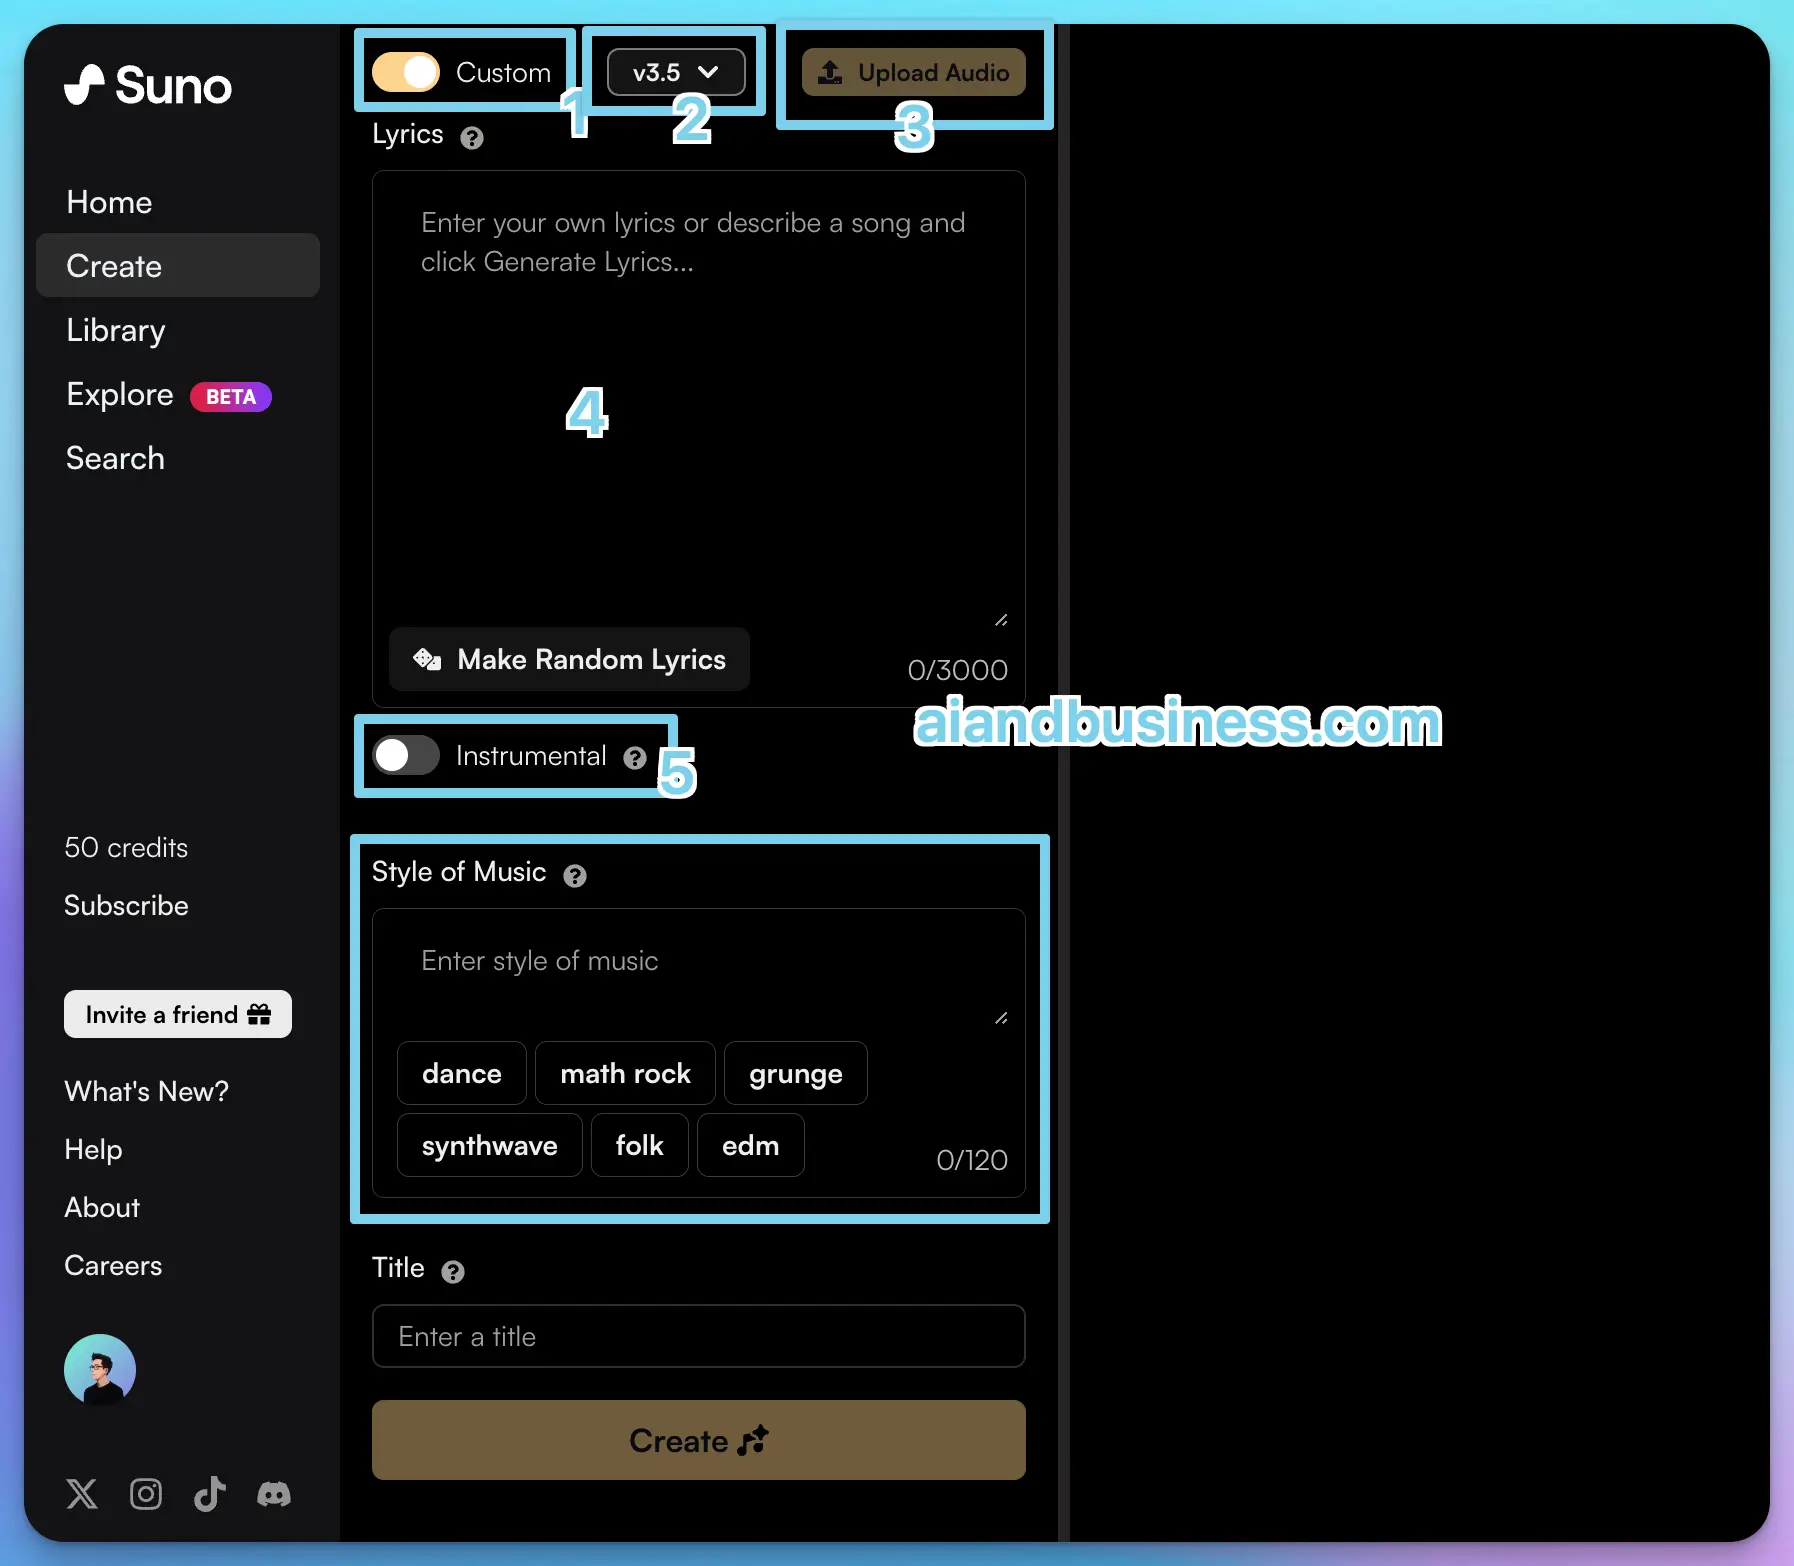 Suno
Home
Create
Library
Explore BETA
Search
50 credits
Subscribe
Invite a friend
What's New?
Help
About
Careers
Custom
1
v3.5
2
Upload Audio
3
Lyrics ?
Enter your own lyrics or describe a song and
click Generate Lyrics...
4
Make Random Lyrics
0/3000
aiandbusiness.com
Instrumental ?
5
Style of Music ?
Enter style of music
dance math rock grunge
synthwave folk edm
0/120
Title ?
Enter a title
Create